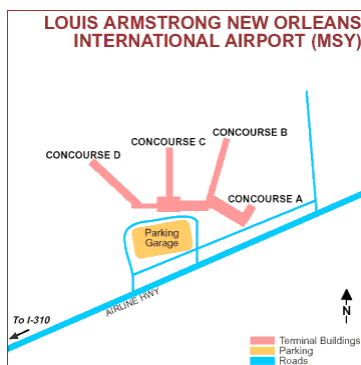 LOUIS ARMSTRONG NEW ORLEANS
INTERNATIONAL AIRPORT (MSY)
CONCOURSE B
CONCOURSE C
CONCOURSE D
CONCOURSE A
Parking
Garage
AIRLINE HWY
To I-310
N
Terminal Buildings
Parking
Roads